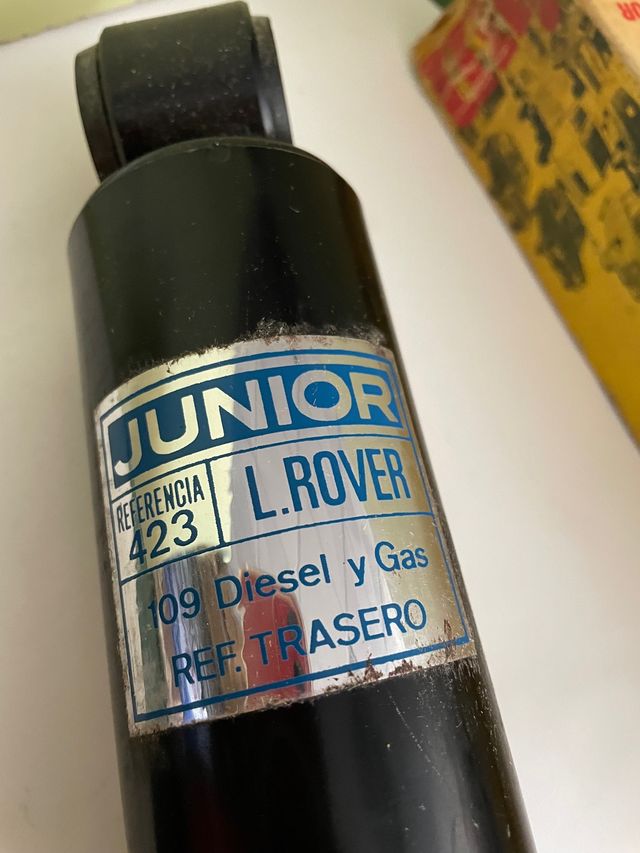 JUNIOR
REFERENCIA
423
L.ROVER
109 Diesel y Gas
REF. TRASERO